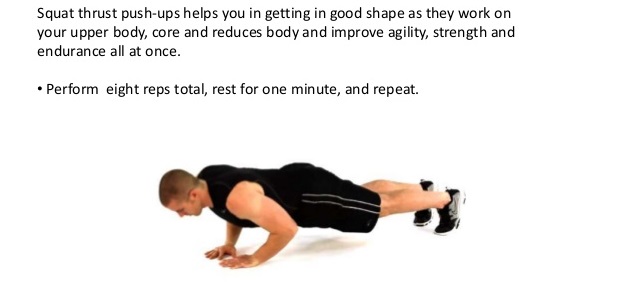 Squat thrust push-ups helps you in getting in good shape as they work on
your upper body, core and reduces body and improve agility, strength and
endurance all at once.
• Perform  eight reps total, rest for one minute, and repeat.